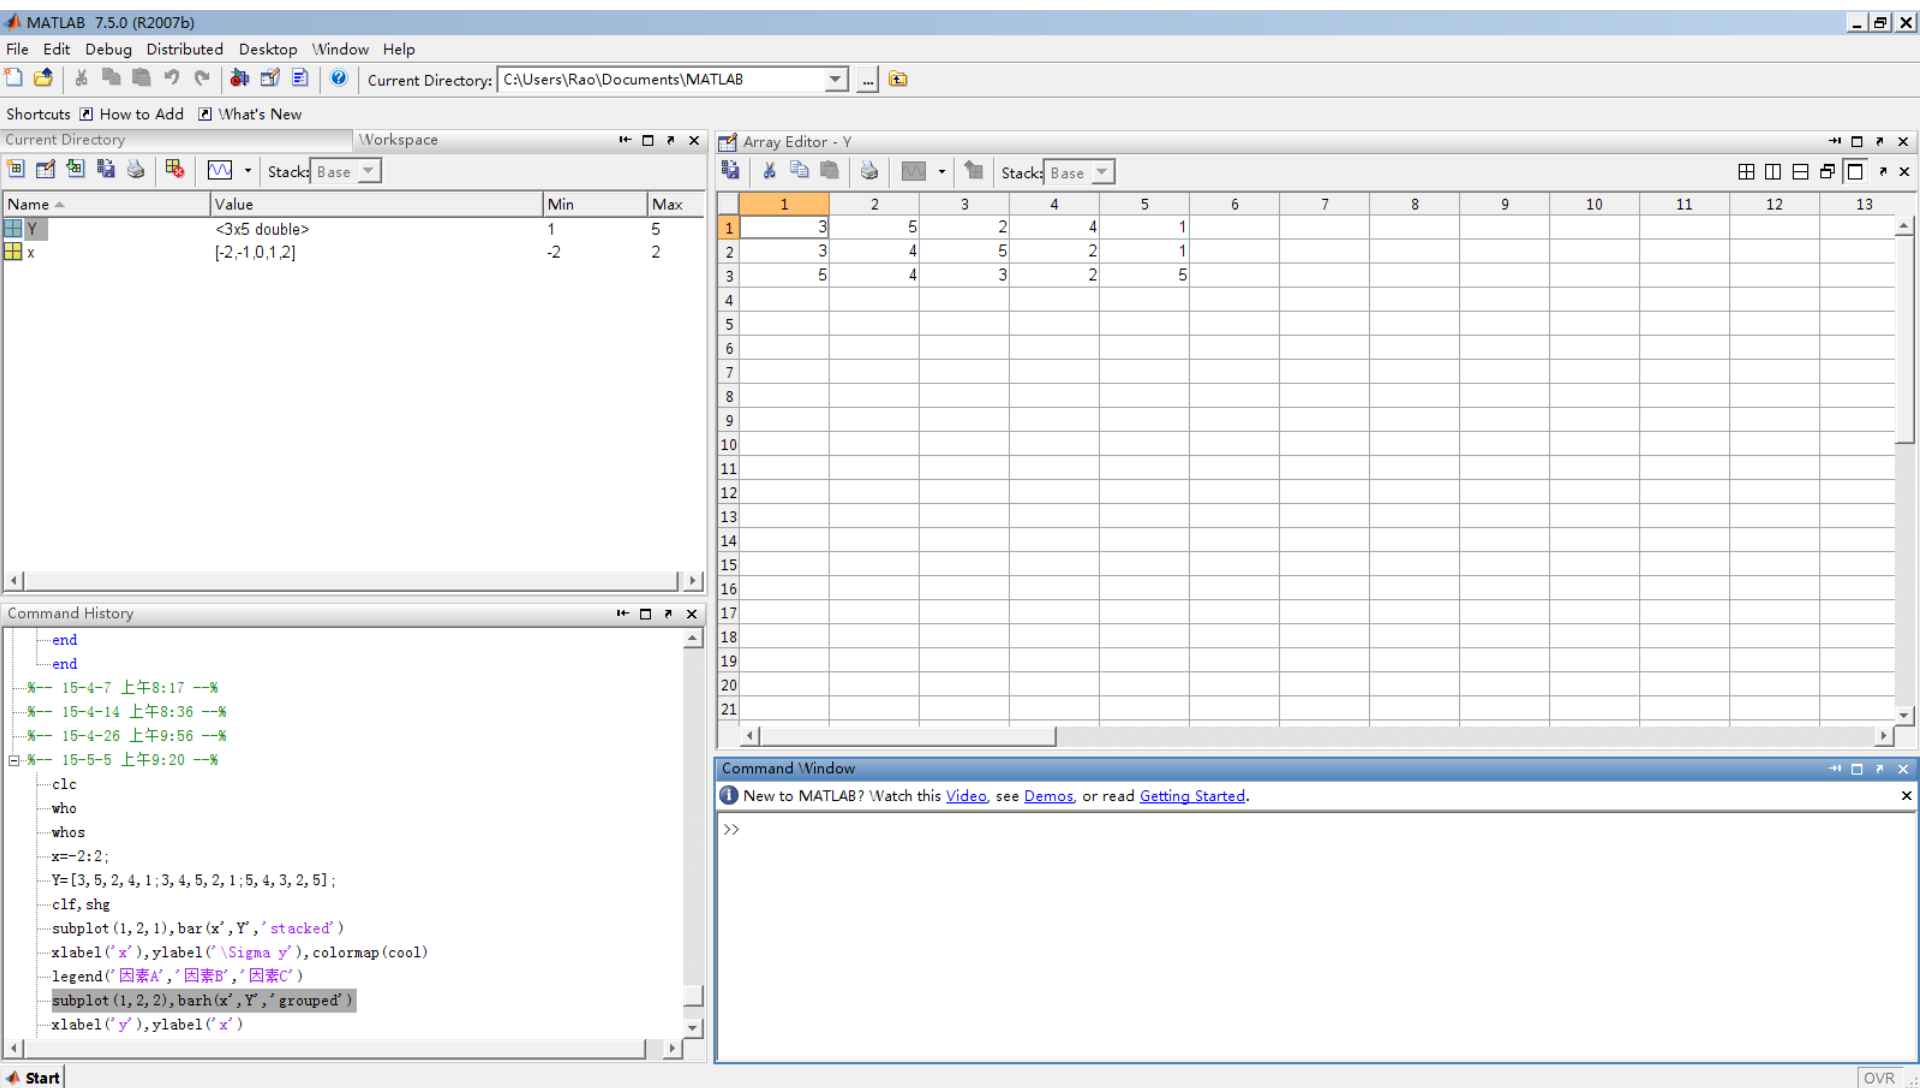 MATLAB 7.5.0 (R2007b)
File Edit Debug Distributed Desktop Window Help
Current Directory: C:\Users\Rao\Documents\MATLAB ...
Shortcuts How to Add What's New
Current Directory Workspace
Stack: Base
Name Value Min Max
Y <3x5 double> 1 5
x [-2,-1,0,1,2] -2 2
Command History
end
end
%-- 15-4-7 上午8:17 --%
%-- 15-4-14 上午8:36 --%
%-- 15-4-26 上午9:56 --%
%-- 15-5-5 上午9:20 --%
clc
who
whos
x=-2:2;
Y=[3,5,2,4,1;3,4,5,2,1;5,4,3,2,5];
clf,shg
subplot(1,2,1),bar(x',Y','stacked')
xlabel('x'),ylabel('\Sigma y'),colormap(cool)
legend('因素A','因素B','因素C')
subplot(1,2,2),barh(x',Y','grouped')
xlabel('y'),ylabel('x')
Array Editor - Y
Stack: Base
1 2 3 4 5 6 7 8 9 10 11 12 13
1 3 5 2 4 1
2 3 4 5 2 1
3 5 4 3 2 5
4
5
6
7
8
9
10
11
12
13
14
15
16
17
18
19
20
21
Command Window
New to MATLAB? Watch this Video, see Demos, or read Getting Started.
>>
Start
OVR